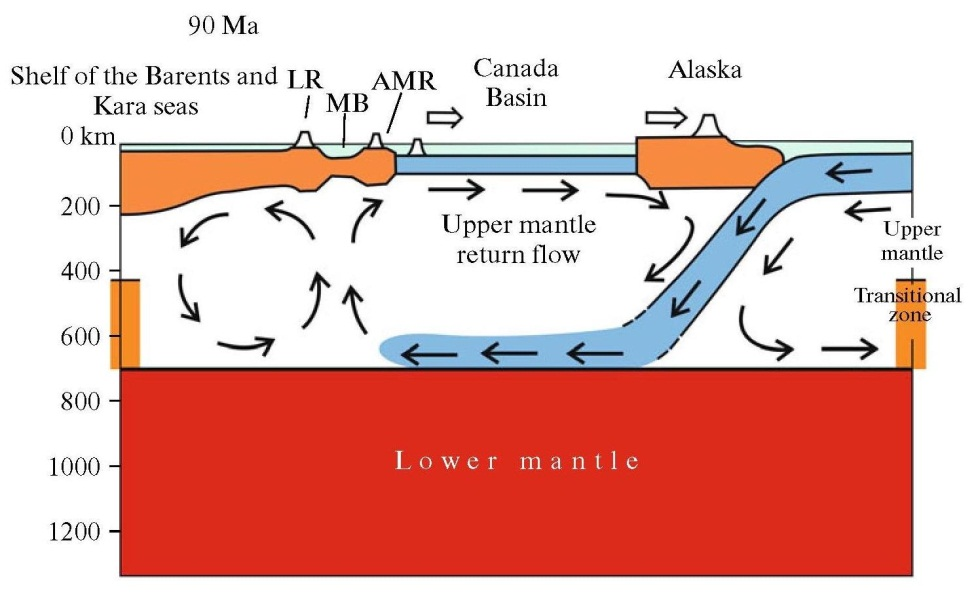 90 Ma
Shelf of the Barents and
Kara seas
LR
MB
AMR
Canada
Basin
Alaska
0 km
200
400
600
800
1000
1200
Upper mantle
return flow
Upper
mantle
Transitional
zone
Lower mantle